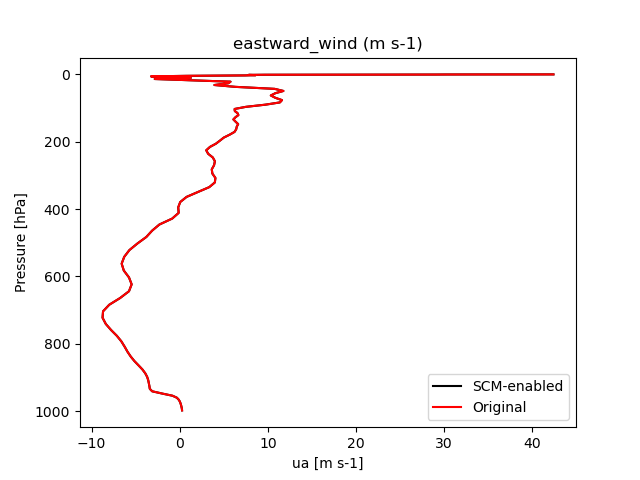 eastward_wind (m s-1)
0
200
400
600
800
1000
Pressure [hPa]
SCM-enabled
Original
−10
0
10
20
30
40
ua [m s-1]